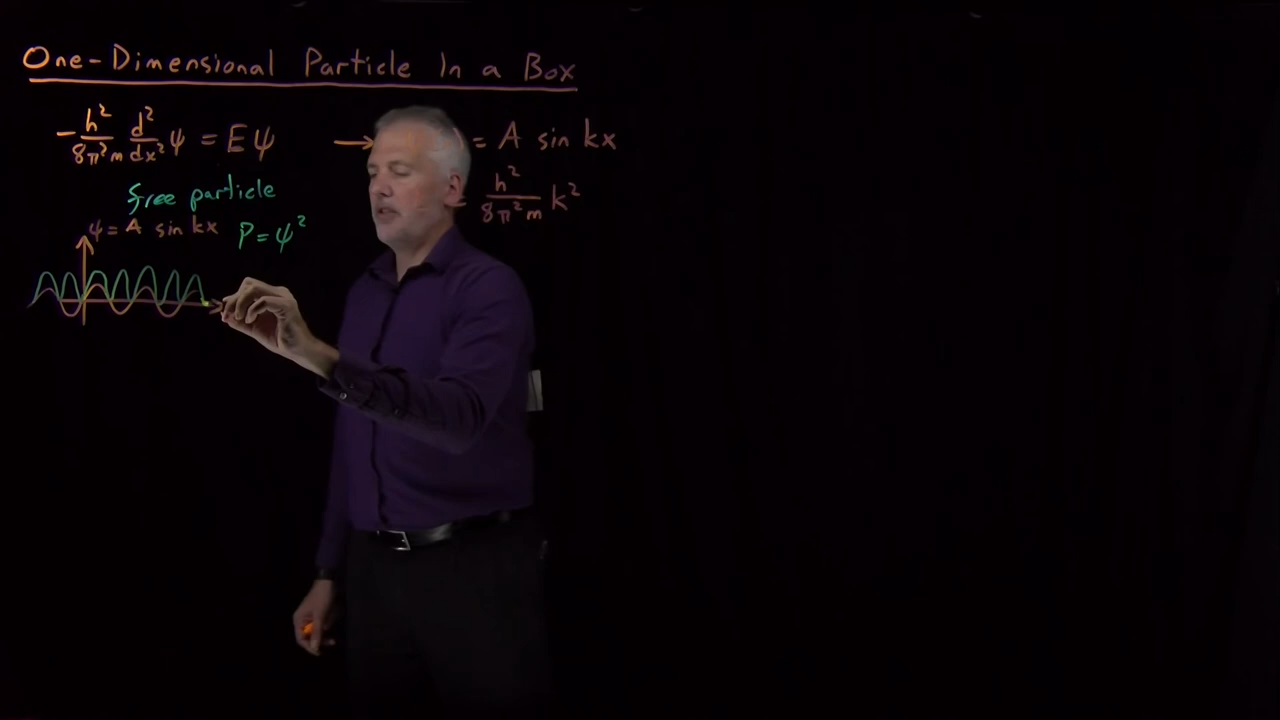 One-Dimensional Particle In a Box
-h²/8π²m d²/dx² ψ = Eψ → = A sin kx
= h²/8π²m k²
free particle
ψ = A sin kx P = ψ²